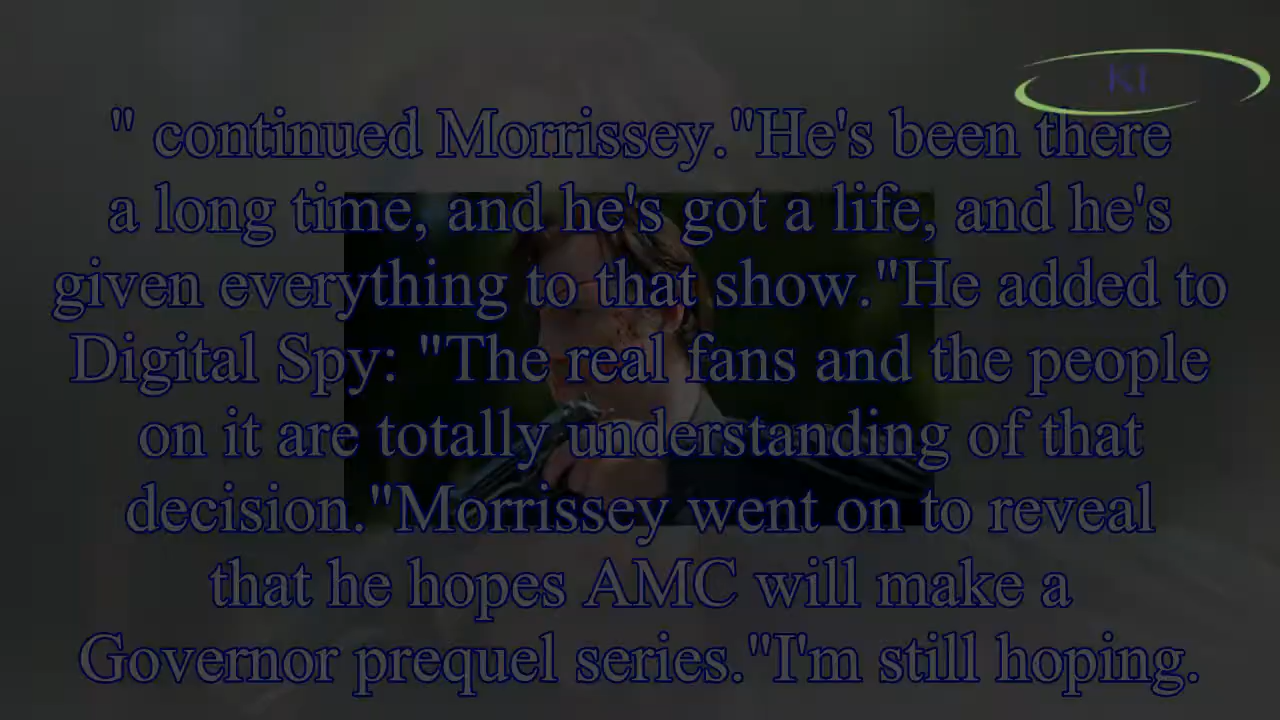 KI
" continued Morrissey."He's been there
a long time, and he's got a life, and he's
given everything to that show."He added to
Digital Spy: "The real fans and the people
on it are totally understanding of that
decision."Morrissey went on to reveal
that he hopes AMC will make a
Governor prequel series."I'm still hoping.